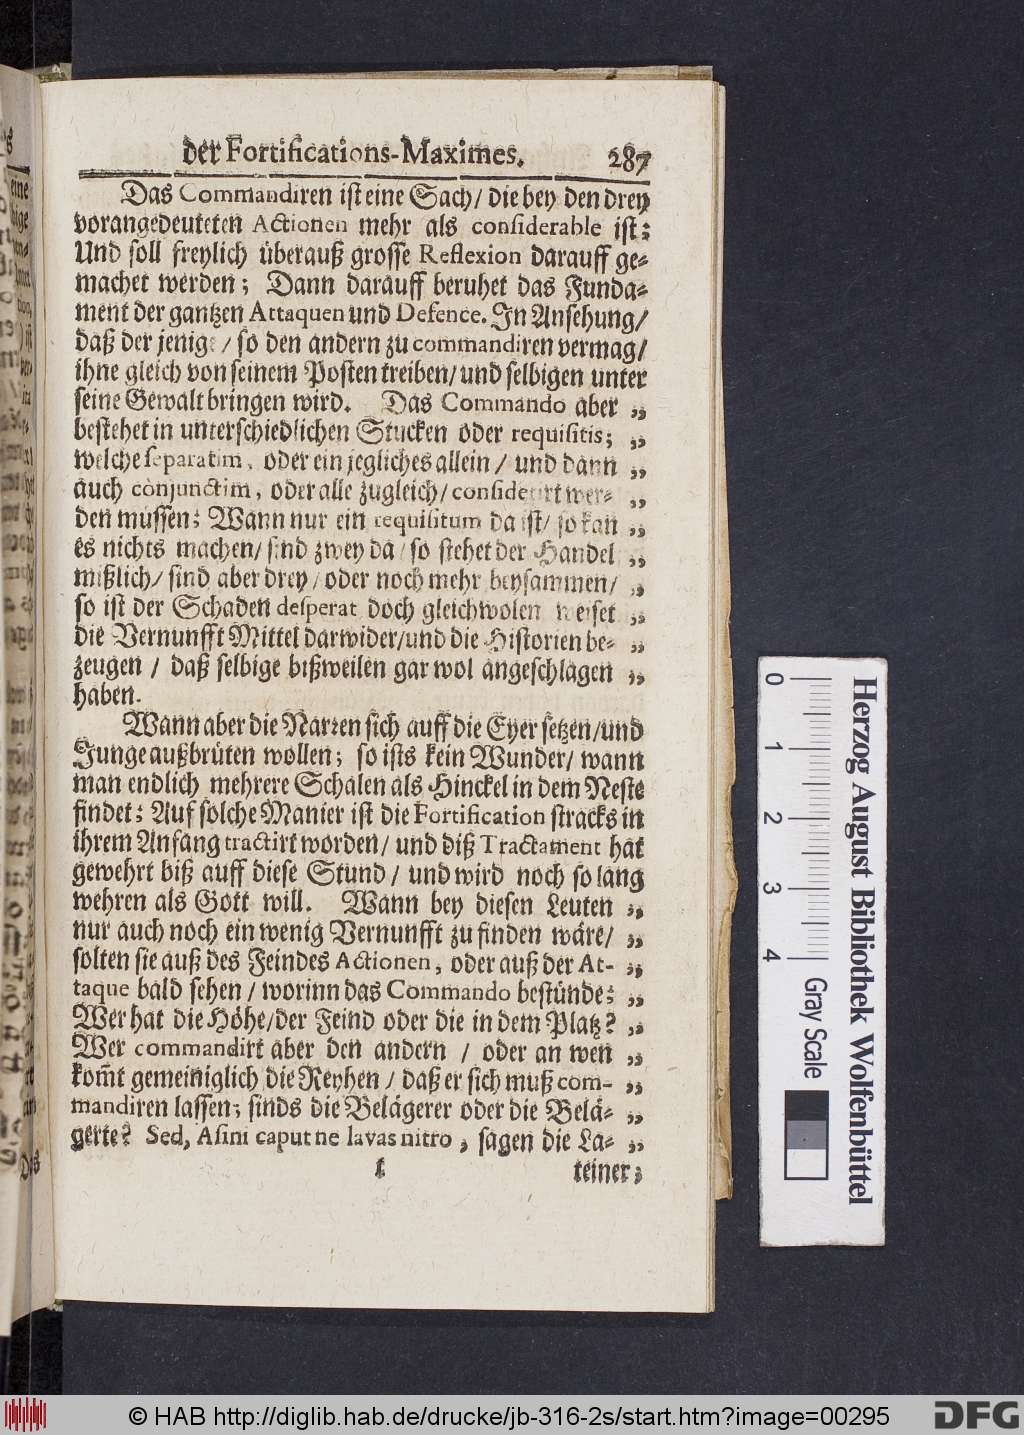 der Fortifications-Maximes. 287
Das Commandiren ist eine Sach/ die bey den drey
vorangedeuteten Actionen mehr als considerable ist:
Und soll freylich überauß grosse Reflexion darauff ge-
machet werden; Dann darauff beruhet das Funda-
ment der gantzen Attaquen und Defence. In Ansehung/
daß der jenige/ so den andern zu commandiren vermag/
ihne gleich von seinem Posten treiben/ und selbigen unter
seine Gewalt bringen wird. Das Commando aber „
bestehet in unterschiedlichen Stucken oder requisitis; „
welche separatim, oder ein jegliches allein/ und dann „
auch conjunctim, oder alle zugleich/ considerirt wer- „
den müssen: Wann nur ein requisitum da ist/ so kan „
es nichts machen/ sind zwey da/ so stehet der Handel „
mißlich/ sind aber drey/ oder noch mehr beysammen/ „
so ist der Schaden desperat doch gleichwolen weiset „
die Vernunfft Mittel darwider/ und die Historien be- „
zeugen / daß selbige bißweilen gar wol angeschlagen „
haben.
Wann aber die Narren sich auff die Eyer setzen/ und
Junge außbrüten wollen; so ists kein Wunder/ wann
man endlich mehrere Schalen als Hinckel in dem Neste
findet: Auf solche Manier ist die Fortification stracks in
ihrem Anfang tractirt worden/ und diß Tractament hat
gewehrt biß auff diese Stund / und wird noch so lang
wehren als Gott will. Wann bey diesen Leuten „
nur auch noch ein wenig Vernunfft zu finden wäre/ „
solten sie auß des Feindes Actionen, oder auß der At- „
taque bald sehen / worinn das Commando bestünde: „
Wer hat die Höhe/ der Feind oder die in dem Platz? „
Wer commandirt aber den andern / oder an wen „
kom̃t gemeiniglich die Reyhen / daß er sich muß com- „
mandiren lassen; sinds die Belägerer oder die Belä- „
gerte? Sed, Asini caput ne lavas nitro, sagen die La- „
teiner;
Herzog August Bibliothek Wolfenbüttel
0 1 2 3 4
Gray Scale
© HAB http://diglib.hab.de/drucke/jb-316-2s/start.htm?image=00295
DFG